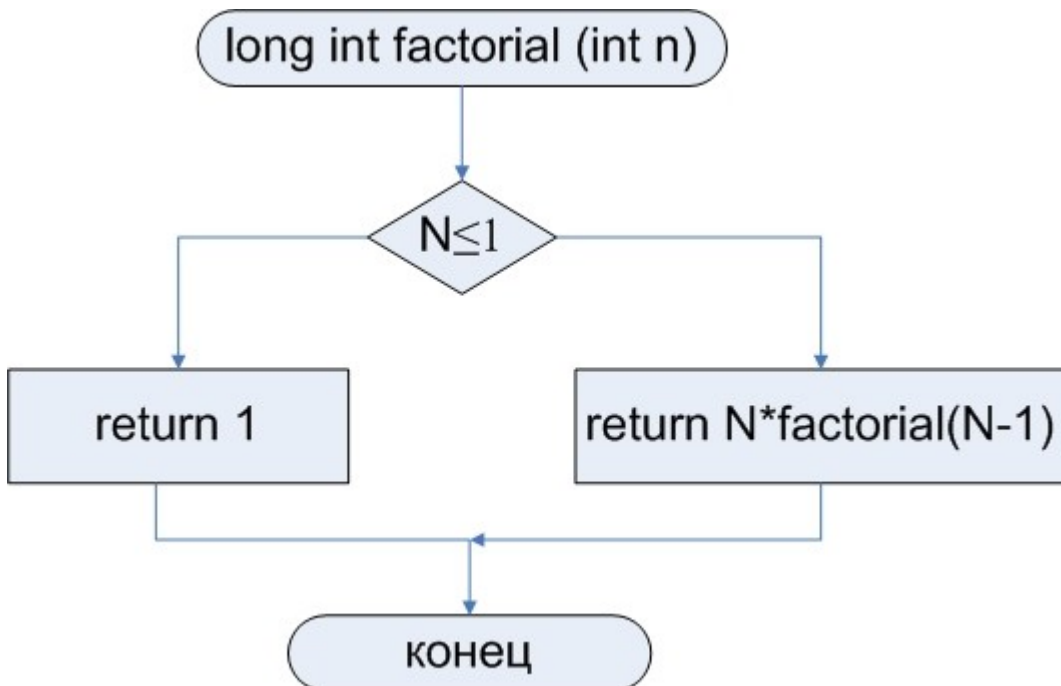 long int factorial (int n)
N≤1
return 1
return N*factorial(N-1)
конец